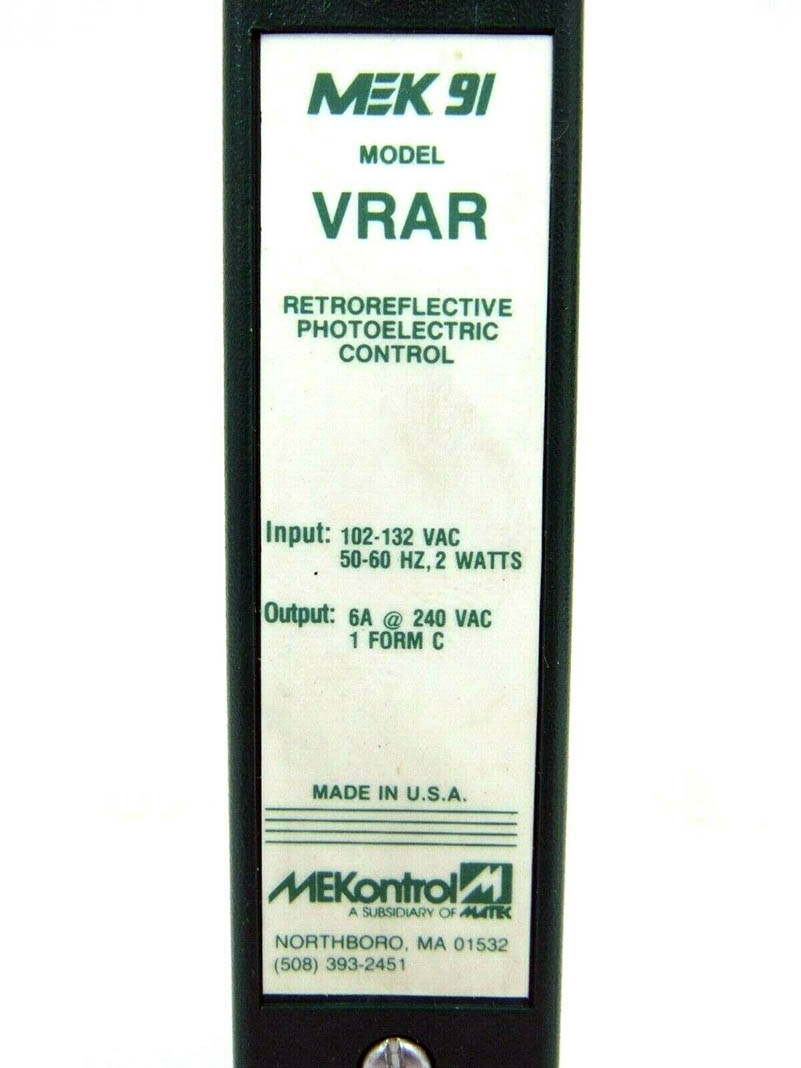 MEK 91
MODEL
VRAR
RETROREFLECTIVE
PHOTOELECTRIC
CONTROL
Input: 102-132 VAC
50-60 HZ, 2 WATTS
Output: 6A @ 240 VAC
1 FORM C
MADE IN U.S.A.
MEKontrol
A SUBSIDIARY OF MATEK
NORTHBORO, MA 01532
(508) 393-2451